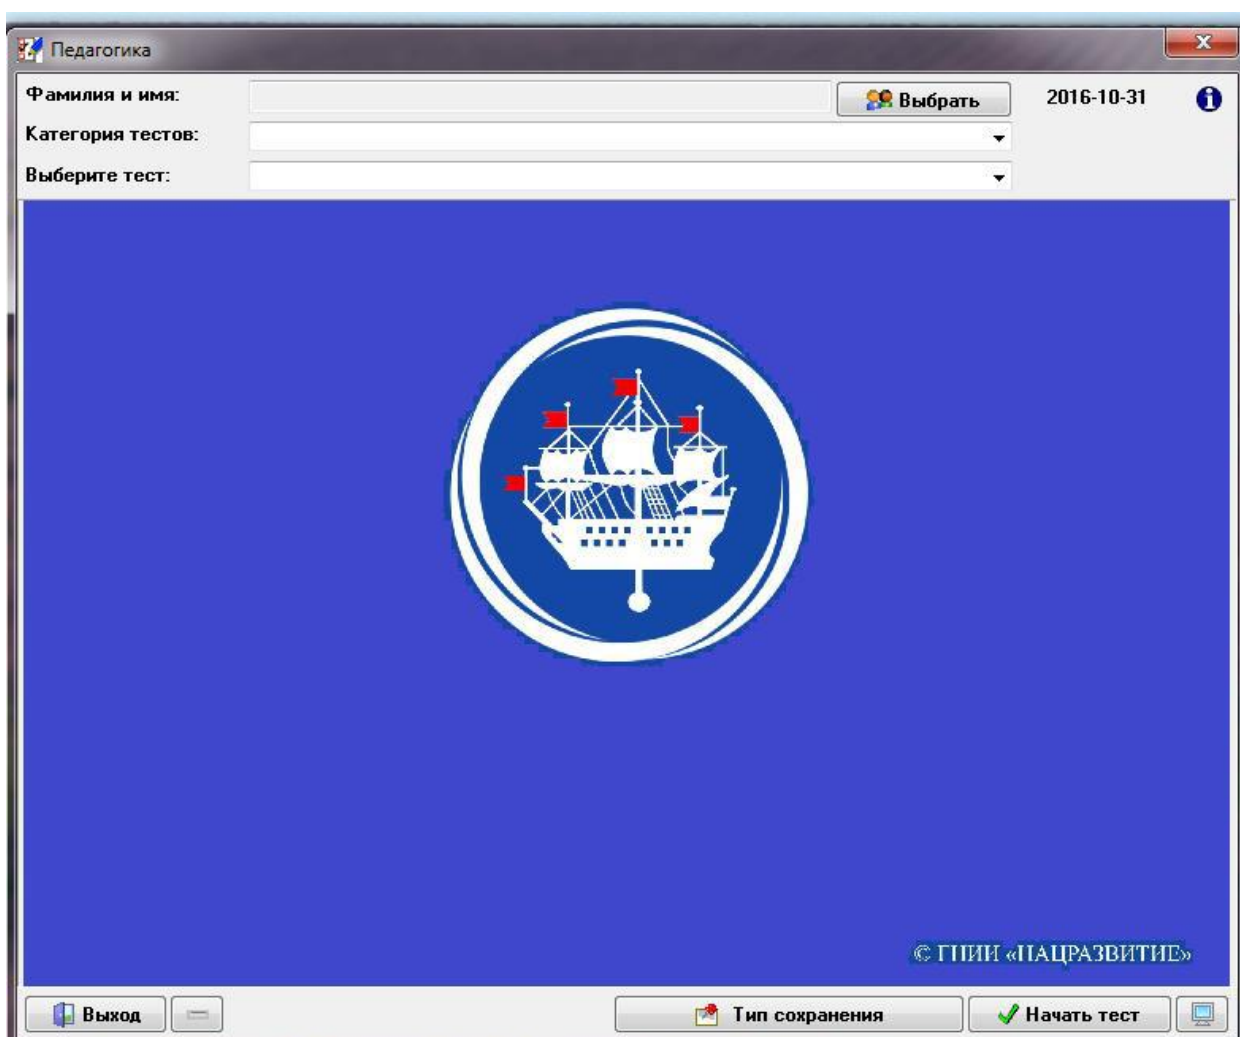 Педагогика
Фамилия и имя:
Выбрать
2016-10-31
Категория тестов:
Выберите тест:
© ГНИИ «НАЦРАЗВИТИЕ»
Выход
Тип сохранения
Начать тест